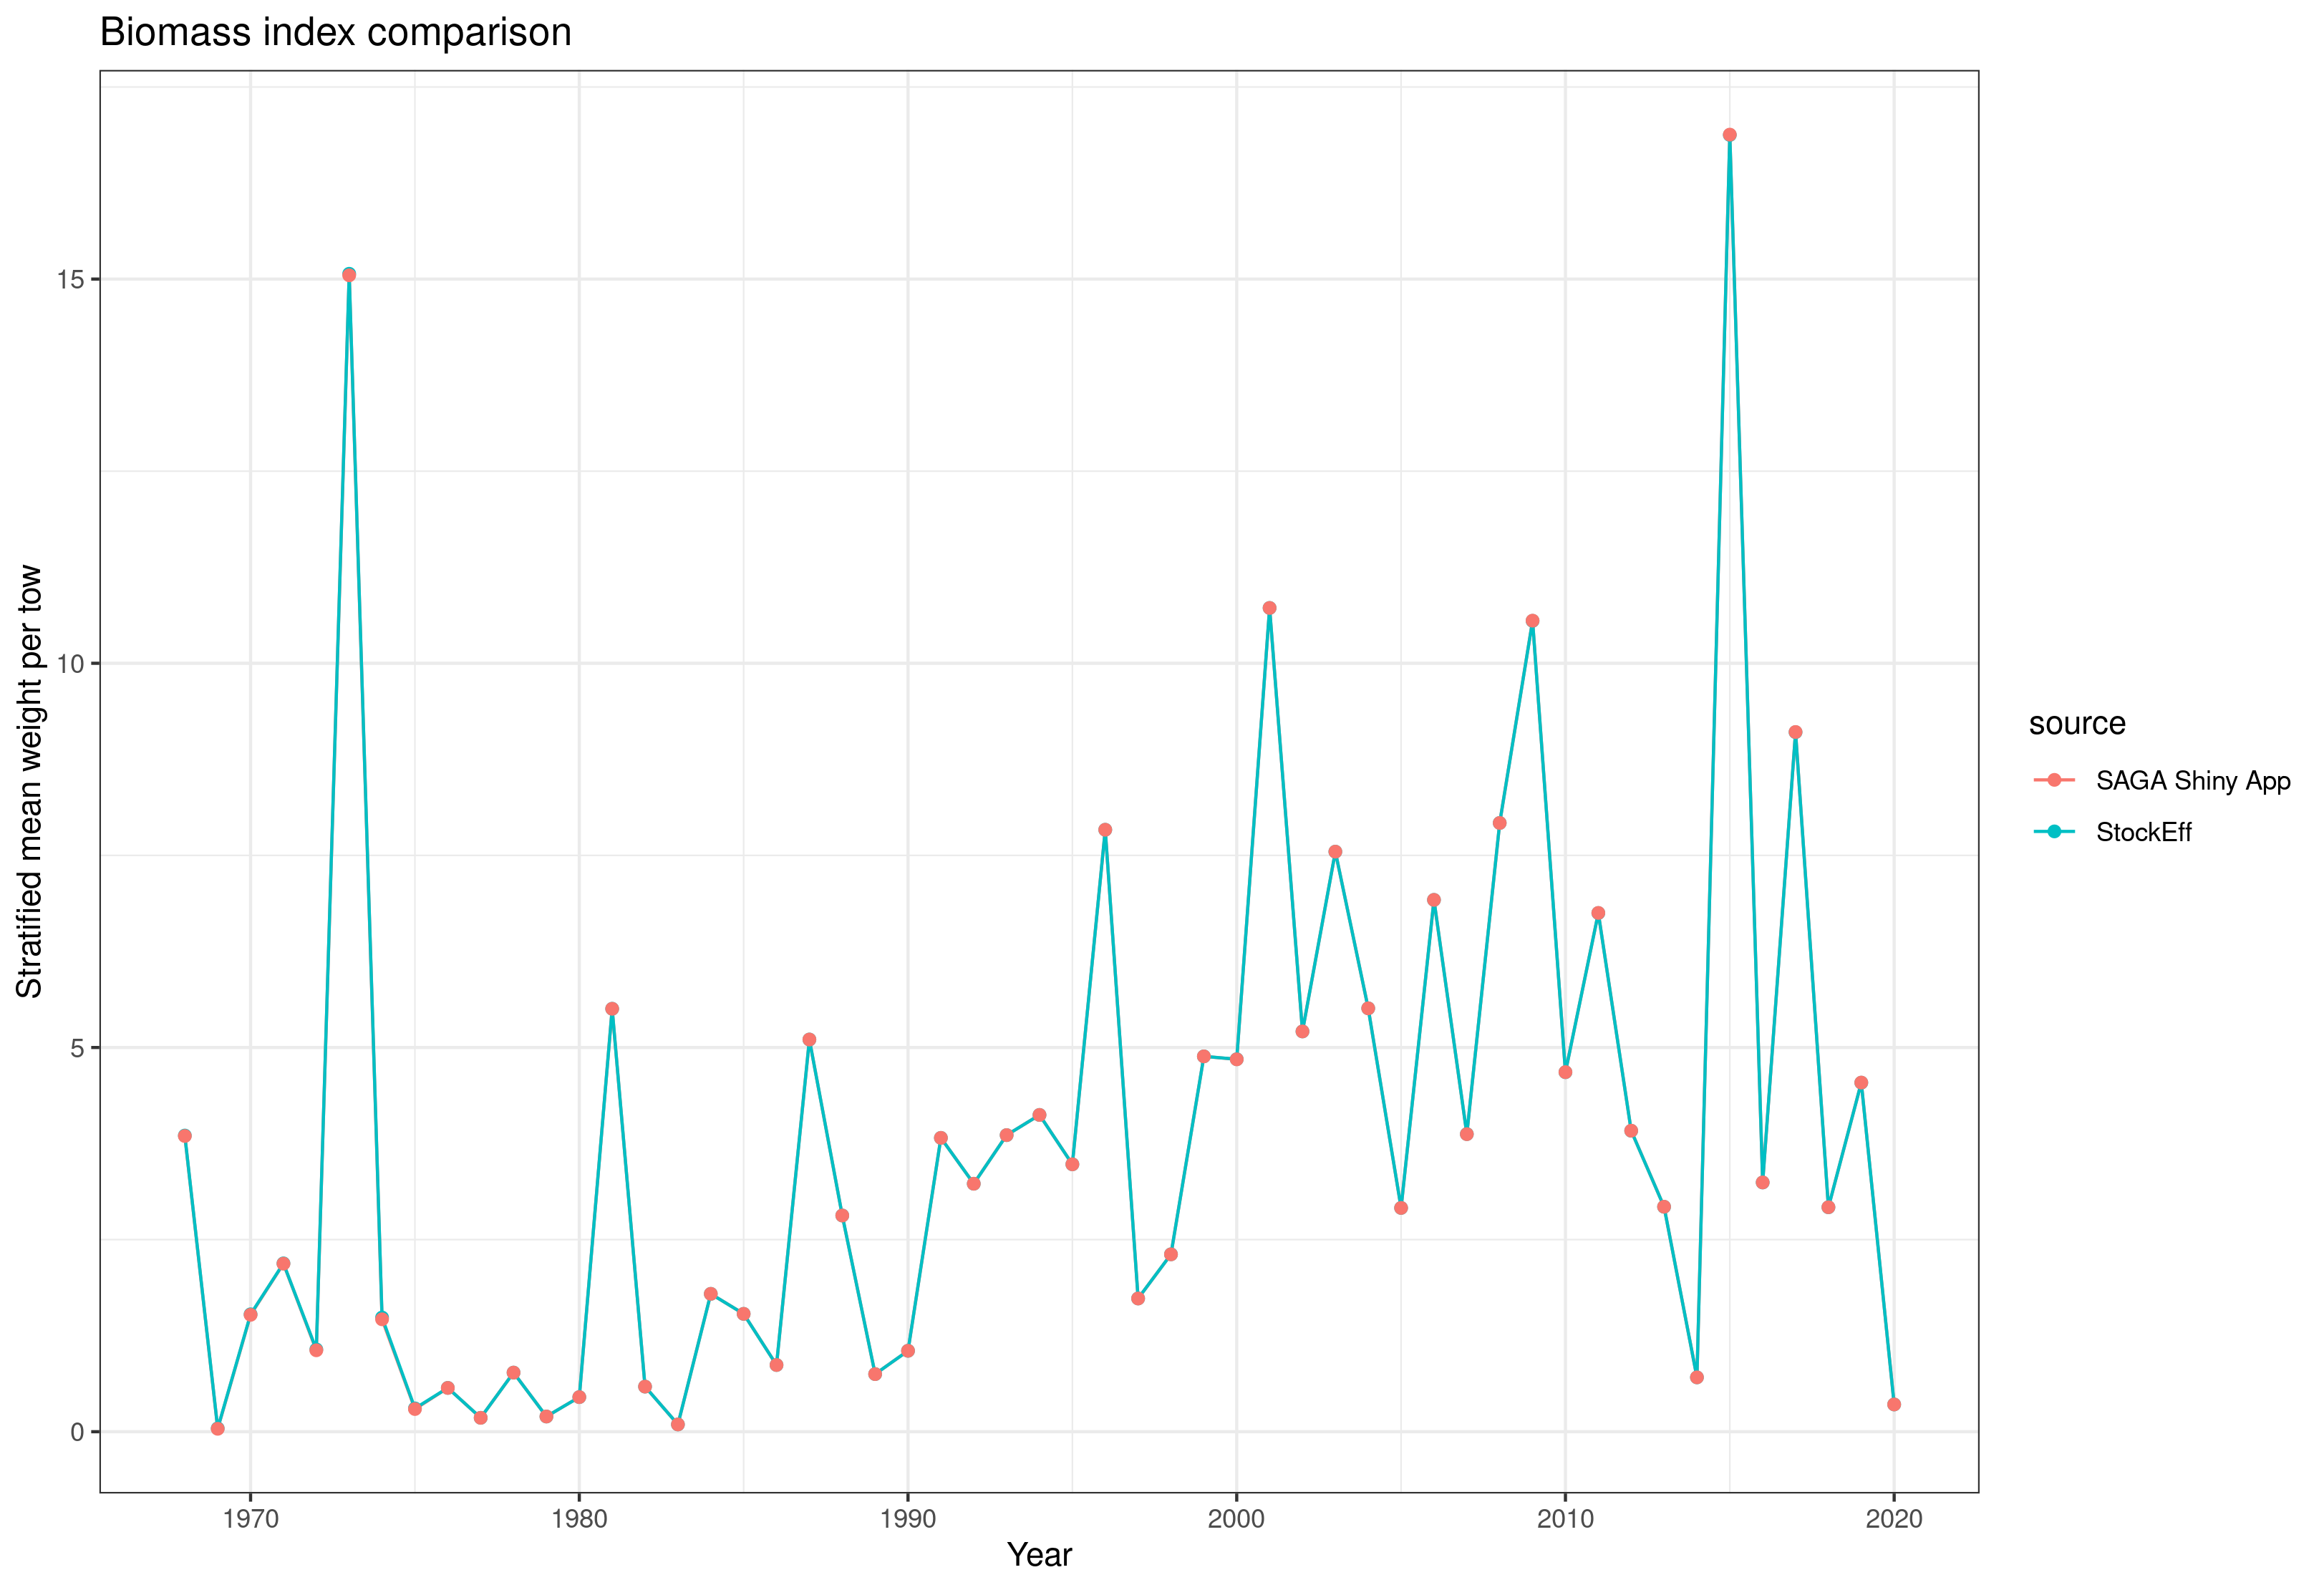 Biomass index comparison
Stratified mean weight per tow
15
10
5
0
1970 1980 1990 2000 2010 2020
Year
source
SAGA Shiny App
StockEff